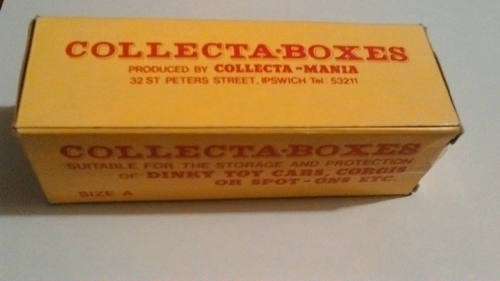 COLLECTA·BOXES
PRODUCED BY COLLECTA-MANIA
32 ST PETERS STREET, IPSWICH Tel: 53211
COLLECTA·BOXES
SUITABLE FOR THE STORAGE AND PROTECTION
OF DINKY TOY CARS, CORGIS
OR SPOT-ONS ETC.
SIZE A